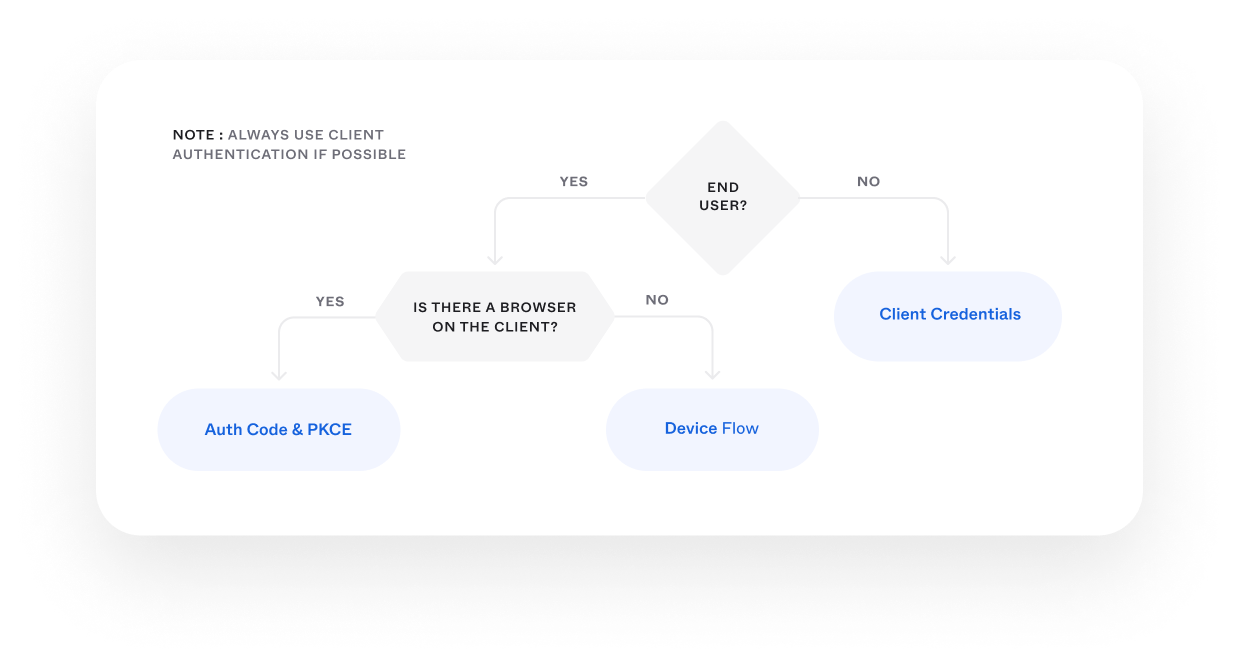 NOTE : ALWAYS USE CLIENT
AUTHENTICATION IF POSSIBLE
END
USER?
YES
NO
IS THERE A BROWSER
ON THE CLIENT?
YES
NO
Client Credentials
Auth Code & PKCE
Device Flow